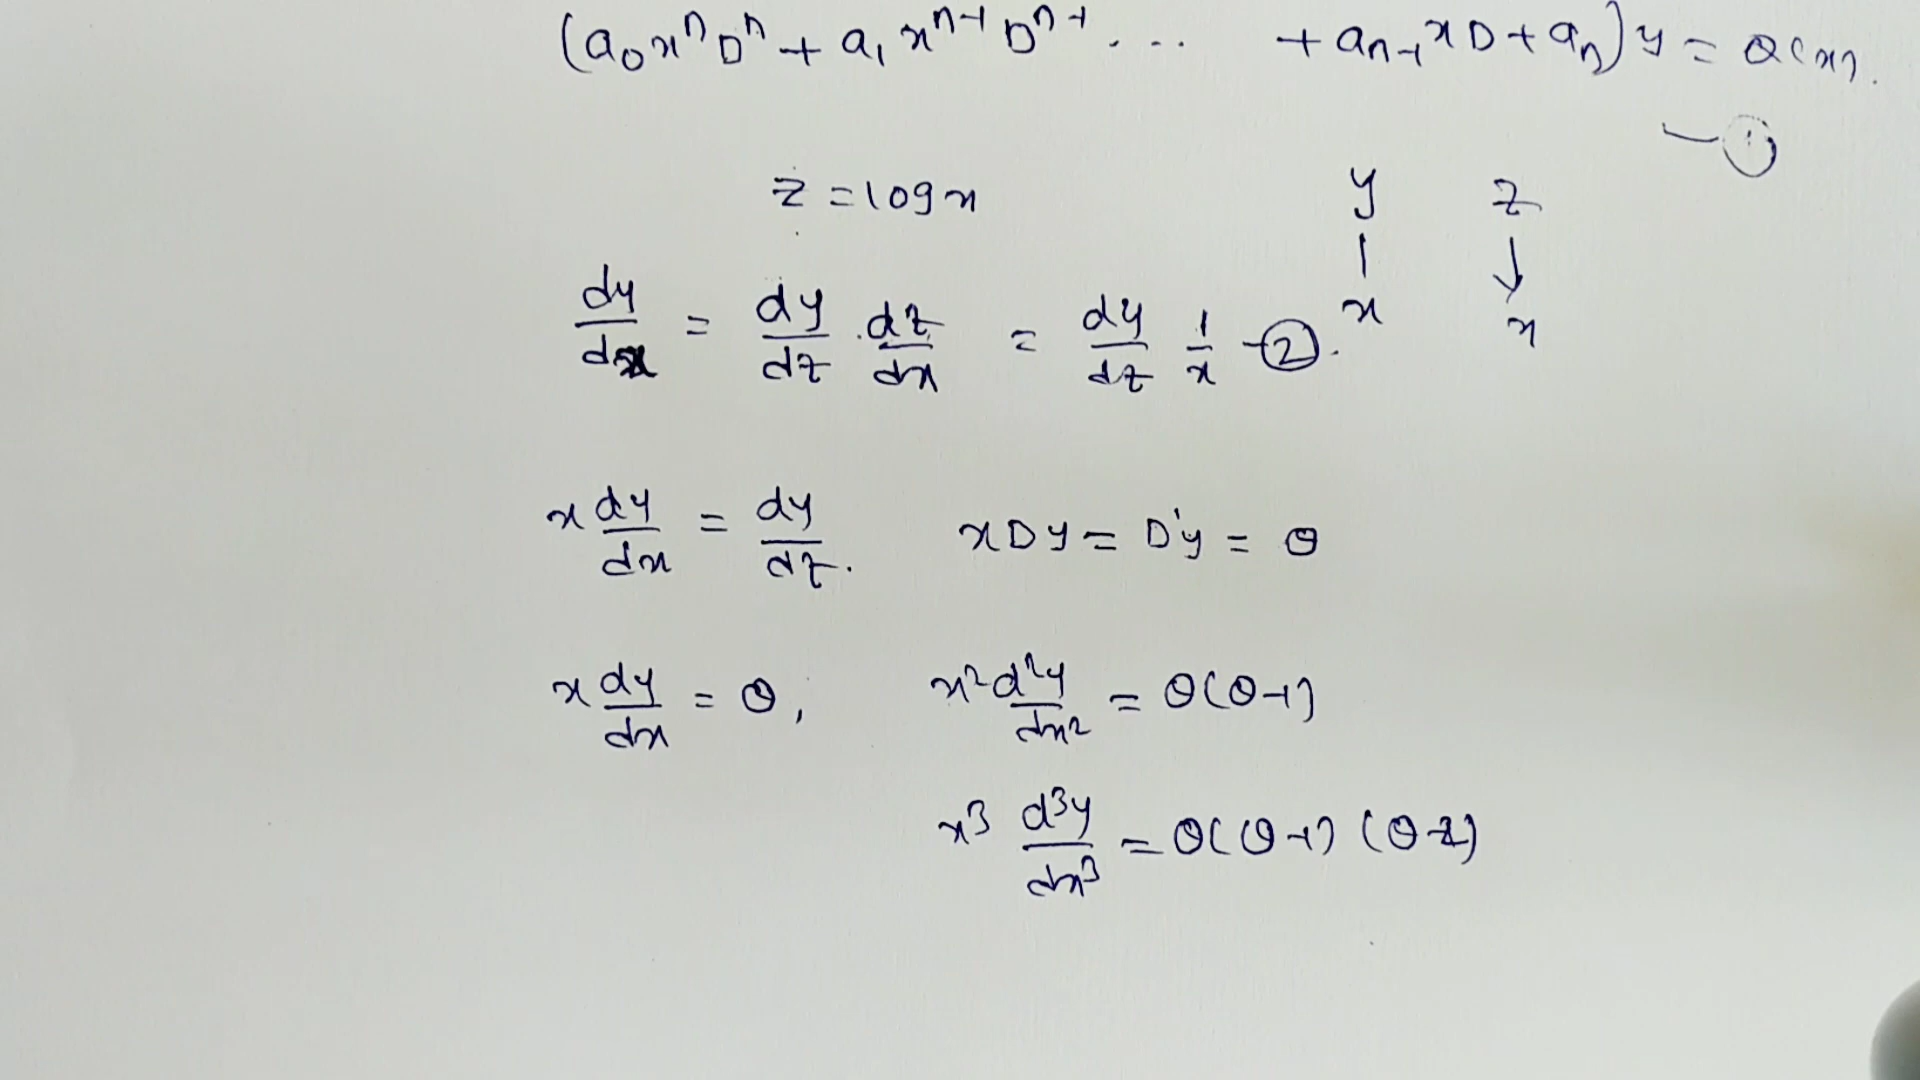 (a₀xⁿDⁿ + a₁xⁿ⁻¹Dⁿ⁻¹ . ... + aₙ₋₁xD + aₙ)y = Q(x).
— ①
z = log x
y z
| ↓
x x
dy/dx = dy/dz · dz/dx = dy/dz 1/x — ②.
x dy/dx = dy/dz. xDy = D'y = θ
x dy/dx = θ, x² d²y/dx² = θ(θ-1)
x³ d³y/dx³ = θ(θ-1)(θ-2)